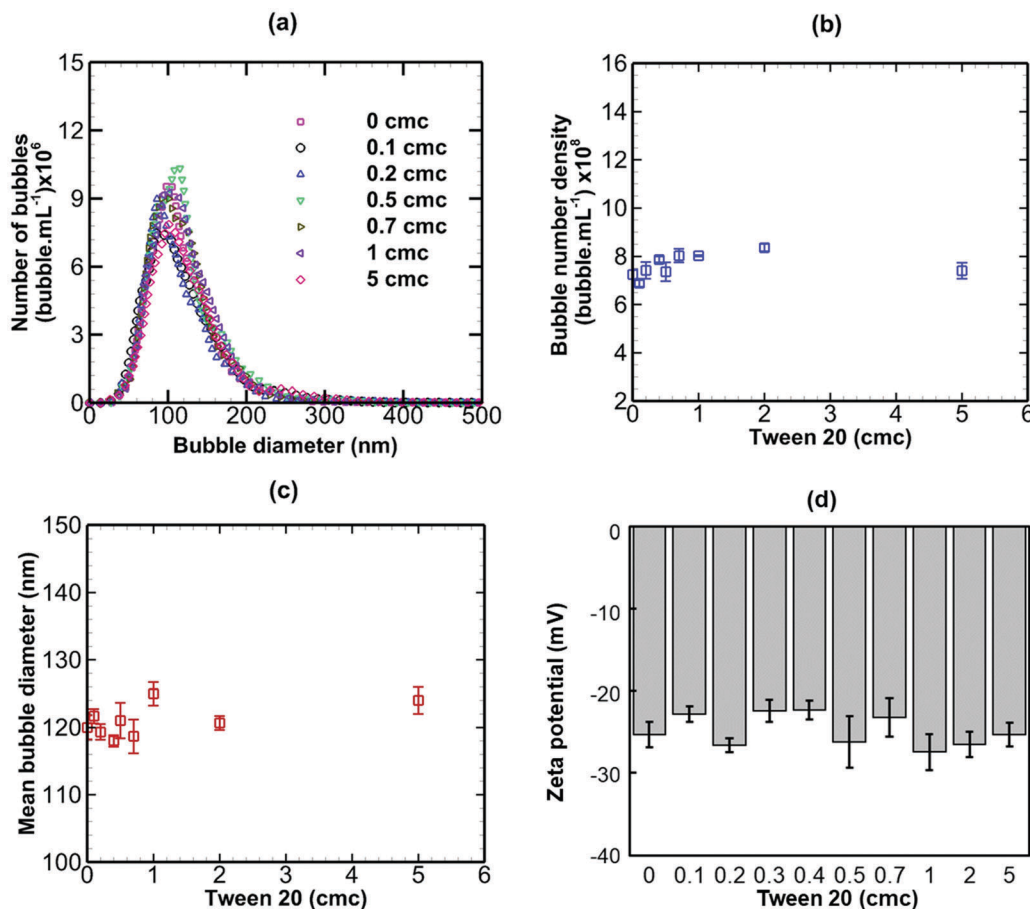 (a)
Number of bubbles
(bubble.mL⁻¹)x10⁶
15
12
9
6
3
0
0 100 200 300 400 500
Bubble diameter (nm)
0 cmc
0.1 cmc
0.2 cmc
0.5 cmc
0.7 cmc
1 cmc
5 cmc
(b)
Bubble number density
(bubble.mL⁻¹) x10⁸
16
14
12
10
8
6
4
2
0 1 2 3 4 5 6
Tween 20 (cmc)
(c)
Mean bubble diameter (nm)
150
140
130
120
110
100
0 1 2 3 4 5 6
Tween 20 (cmc)
(d)
Zeta potential (mV)
0
-10
-20
-30
-40
0 0.1 0.2 0.3 0.4 0.5 0.7 1 2 5
Tween 20 (cmc)